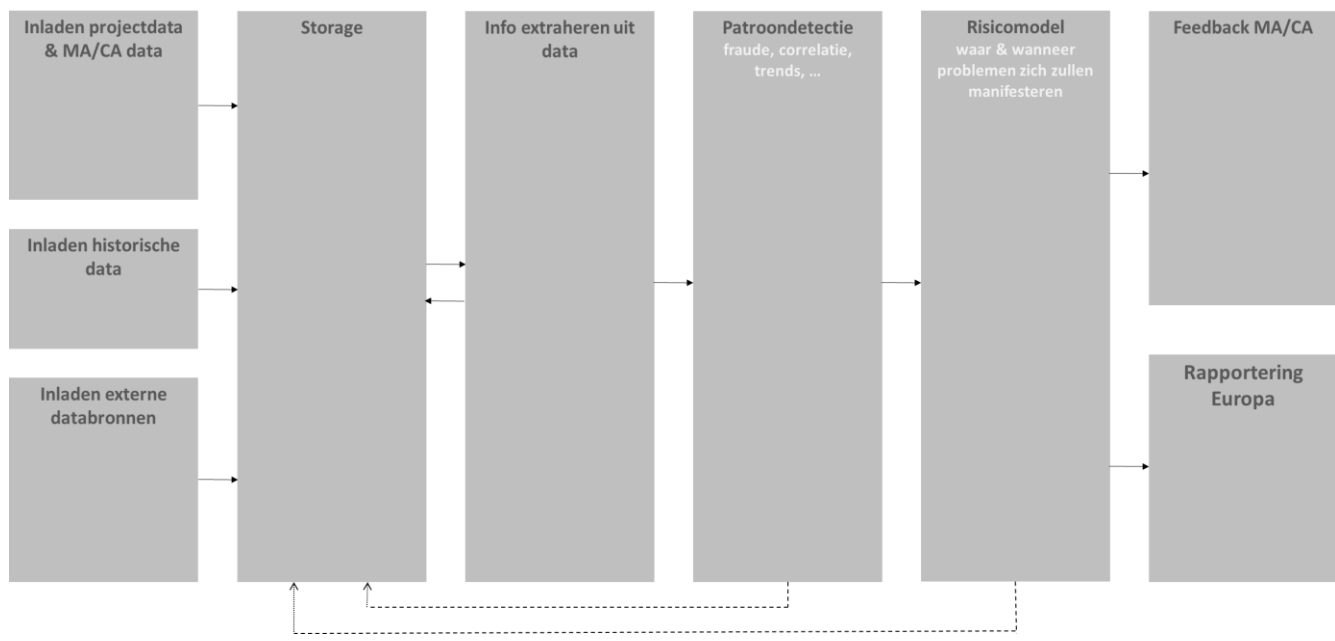 Inladen projectdata
& MA/CA data
Storage
Info extraheren uit
data
Patroondetectie
fraude, correlatie,
trends, ...
Risicomodel
waar & wanneer
problemen zich zullen
manifesteren
Feedback MA/CA
Inladen historische
data
Inladen externe
databronnen
Rapportering
Europa